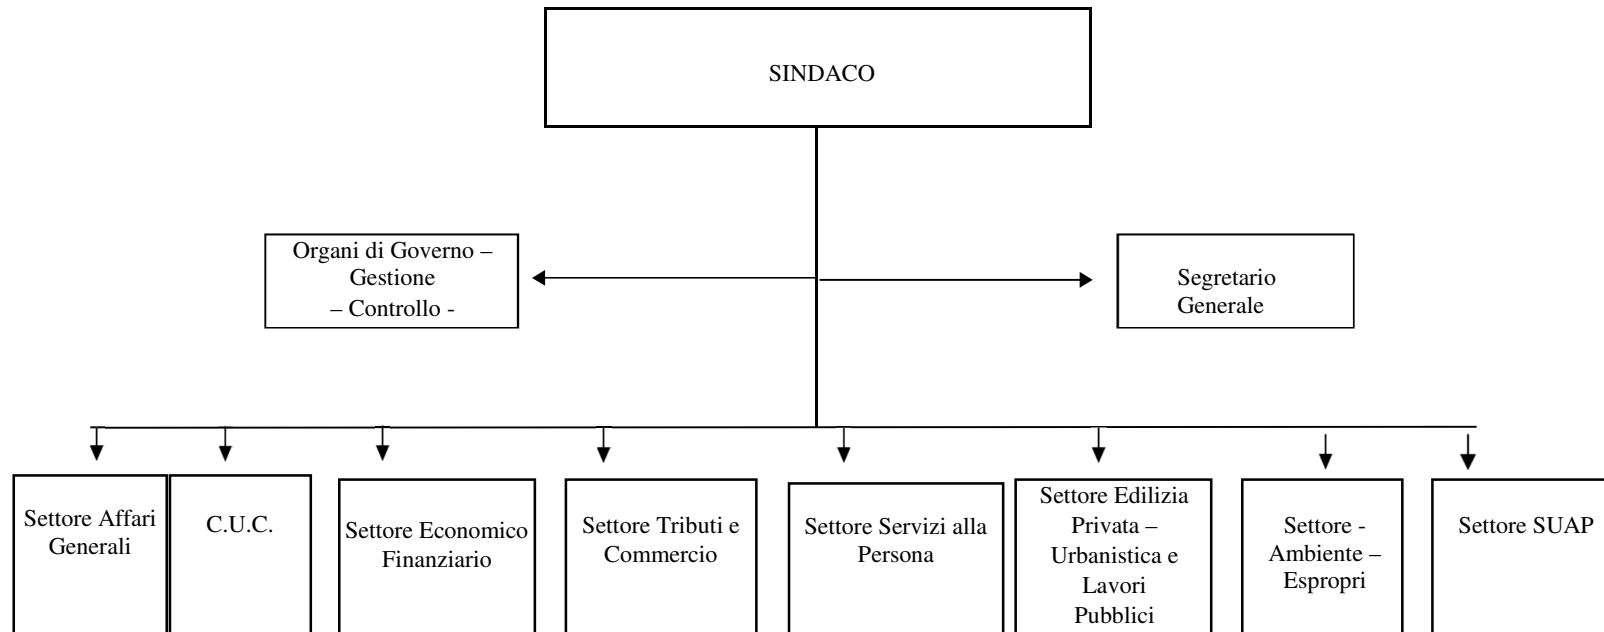 SINDACO
Organi di Governo –
Gestione
– Controllo -
Segretario
Generale
Settore Affari
Generali
C.U.C.
Settore Economico
Finanziario
Settore Tributi e
Commercio
Settore Servizi alla
Persona
Settore Edilizia
Privata –
Urbanistica e
Lavori
Pubblici
Settore -
Ambiente –
Espropri
Settore SUAP